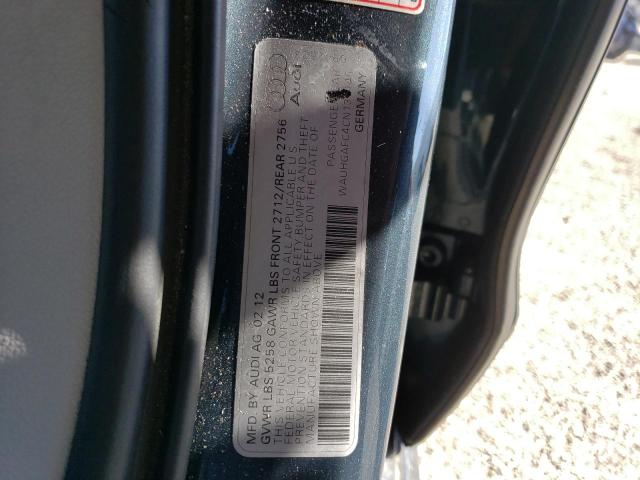 MFD. BY AUDI AG 02 12
GVWR LBS 5258 GAWR LBS FRONT 2712/REAR 2756
THIS VEHICLE CONFORMS TO ALL APPLICABLE U.S.
FEDERAL MOTOR VEHICLE SAFETY BUMPER AND THEFT
PREVENTION STANDARDS IN EFFECT ON THE DATE OF
MANUFACTURE SHOWN ABOVE
Audi
GERMANY